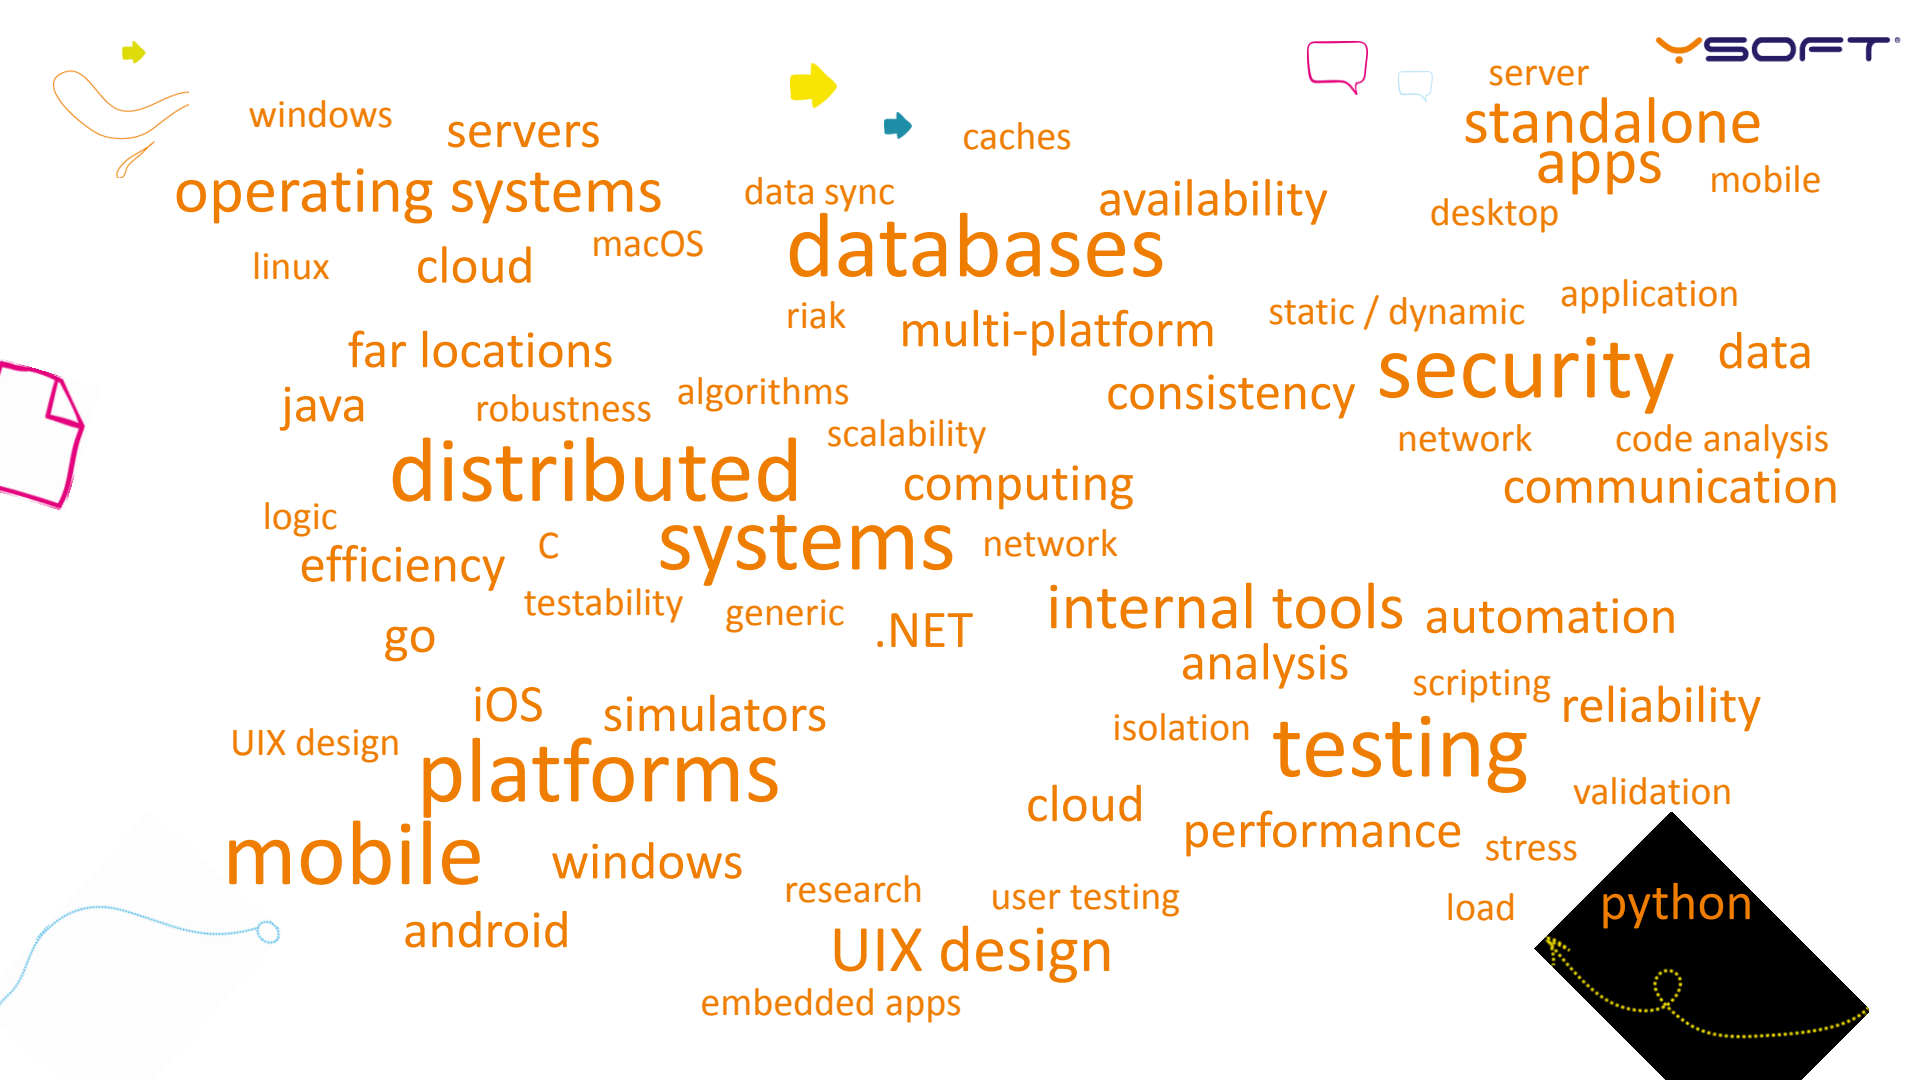 YSOFT®
server
windows
servers
caches
standalone
apps
mobile
operating systems
data sync
availability
desktop
databases
macOS
linux
cloud
riak
multi-platform
static / dynamic
application
far locations
security
data
java
robustness
algorithms
consistency
scalability
network
code analysis
distributed
computing
communication
logic
C
systems
network
efficiency
testability
generic
.NET
internal tools
automation
go
analysis
scripting
iOS
simulators
reliability
UIX design
isolation
testing
platforms
validation
cloud
performance
stress
mobile
windows
research
user testing
load
python
android
UIX design
embedded apps